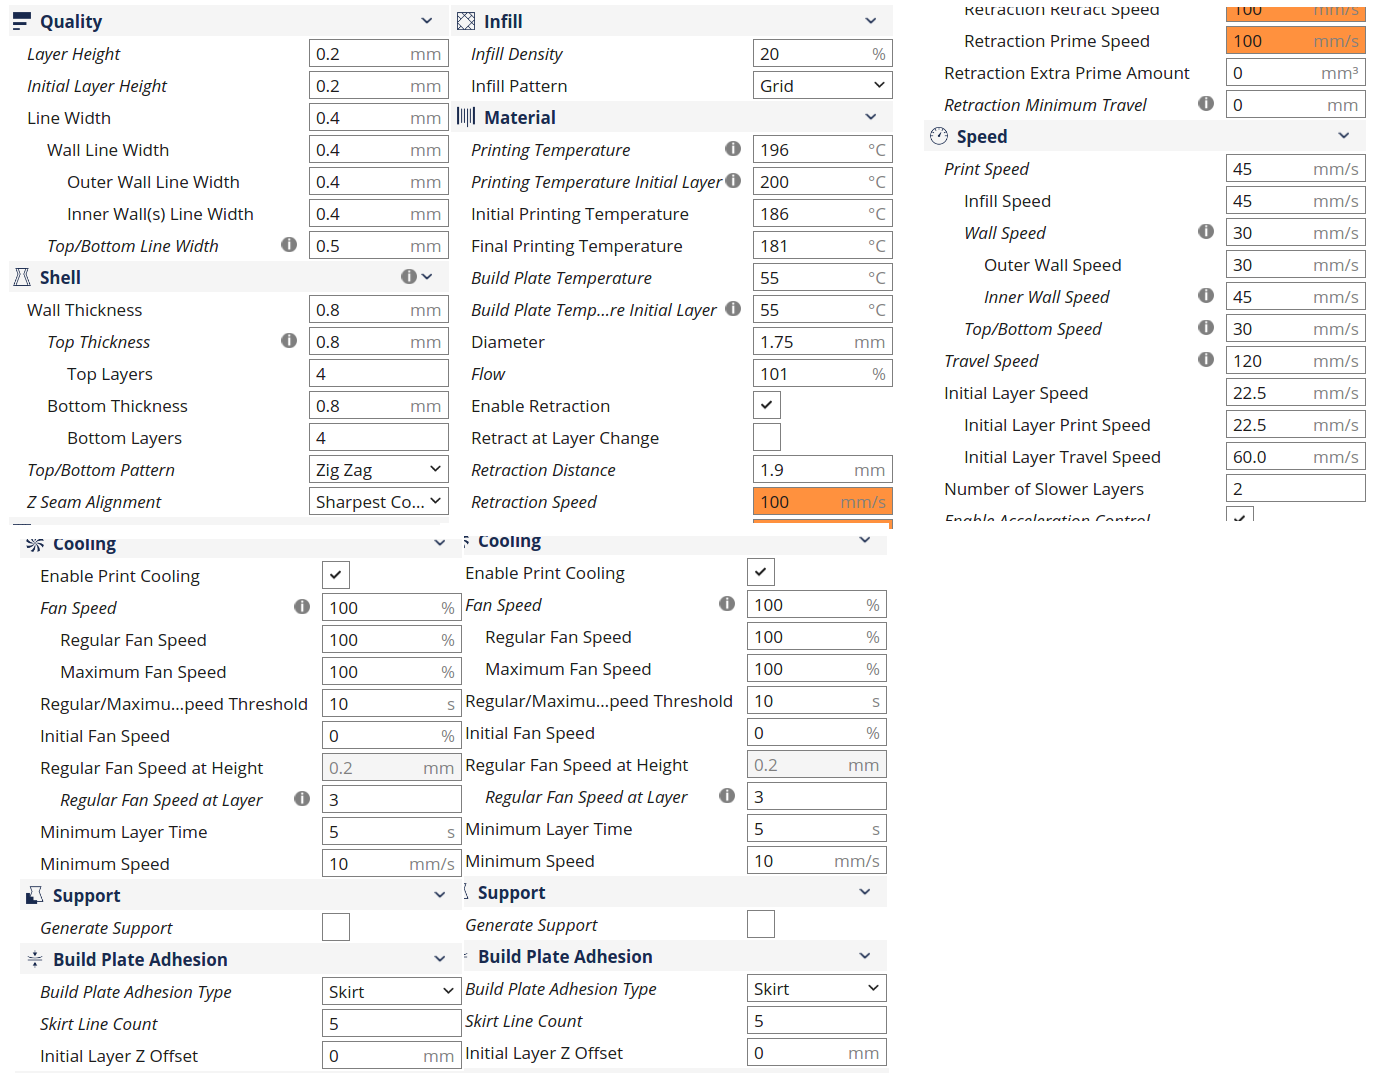 Quality
Layer Height 0.2 mm
Initial Layer Height 0.2 mm
Line Width 0.4 mm
Wall Line Width 0.4 mm
Outer Wall Line Width 0.4 mm
Inner Wall(s) Line Width 0.4 mm
Top/Bottom Line Width 0.5 mm
Shell
Wall Thickness 0.8 mm
Top Thickness 0.8 mm
Top Layers 4
Bottom Thickness 0.8 mm
Bottom Layers 4
Top/Bottom Pattern Zig Zag
Z Seam Alignment Sharpest Co...
Infill
Infill Density 20 %
Infill Pattern Grid
Material
Printing Temperature 196 °C
Printing Temperature Initial Layer 200 °C
Initial Printing Temperature 186 °C
Final Printing Temperature 181 °C
Build Plate Temperature 55 °C
Build Plate Temp...re Initial Layer 55 °C
Diameter 1.75 mm
Flow 101 %
Enable Retraction
Retract at Layer Change
Retraction Distance 1.9 mm
Retraction Speed 100 mm/s
Retraction Retract Speed 100 mm/s
Retraction Prime Speed 100 mm/s
Retraction Extra Prime Amount 0 mm³
Retraction Minimum Travel 0 mm
Speed
Print Speed 45 mm/s
Infill Speed 45 mm/s
Wall Speed 30 mm/s
Outer Wall Speed 30 mm/s
Inner Wall Speed 45 mm/s
Top/Bottom Speed 30 mm/s
Travel Speed 120 mm/s
Initial Layer Speed 22.5 mm/s
Initial Layer Print Speed 22.5 mm/s
Initial Layer Travel Speed 60.0 mm/s
Number of Slower Layers 2
Enable Acceleration Control
Cooling
Enable Print Cooling
Fan Speed 100 %
Regular Fan Speed 100 %
Maximum Fan Speed 100 %
Regular/Maximu...peed Threshold 10 s
Initial Fan Speed 0 %
Regular Fan Speed at Height 0.2 mm
Regular Fan Speed at Layer 3
Minimum Layer Time 5 s
Minimum Speed 10 mm/s
Support
Generate Support
Build Plate Adhesion
Build Plate Adhesion Type Skirt
Skirt Line Count 5
Initial Layer Z Offset 0 mm
Cooling
Enable Print Cooling
Fan Speed 100 %
Regular Fan Speed 100 %
Maximum Fan Speed 100 %
Regular/Maximu...peed Threshold 10 s
Initial Fan Speed 0 %
Regular Fan Speed at Height 0.2 mm
Regular Fan Speed at Layer 3
Minimum Layer Time 5 s
Minimum Speed 10 mm/s
Support
Generate Support
Build Plate Adhesion
Build Plate Adhesion Type Skirt
Skirt Line Count 5
Initial Layer Z Offset 0 mm